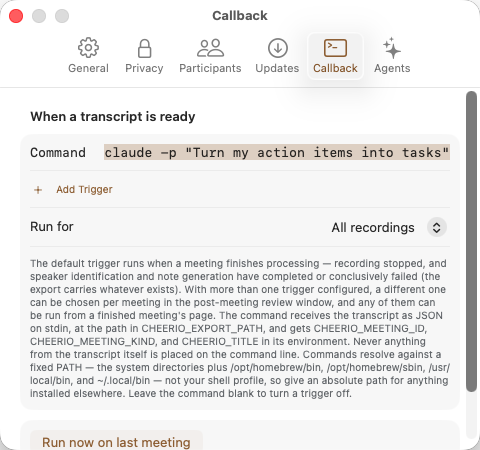 Callback
General
Privacy
Participants
Updates
Callback
Agents
When a transcript is ready
Command claude -p "Turn my action items into tasks"
+ Add Trigger
Run for All recordings
The default trigger runs when a meeting finishes processing — recording stopped, and
speaker identification and note generation have completed or conclusively failed (the
export carries whatever exists). With more than one trigger configured, a different one
can be chosen per meeting in the post-meeting review window, and any of them can
be run from a finished meeting's page. The command receives the transcript as JSON
on stdin, at the path in CHEERIO_EXPORT_PATH, and gets CHEERIO_MEETING_ID,
CHEERIO_MEETING_KIND, and CHEERIO_TITLE in its environment. Never anything
from the transcript itself is placed on the command line. Commands resolve against a
fixed PATH — the system directories plus /opt/homebrew/bin, /opt/homebrew/sbin, /usr/
local/bin, and ~/.local/bin — not your shell profile, so give an absolute path for anything
installed elsewhere. Leave the command blank to turn a trigger off.
Run now on last meeting